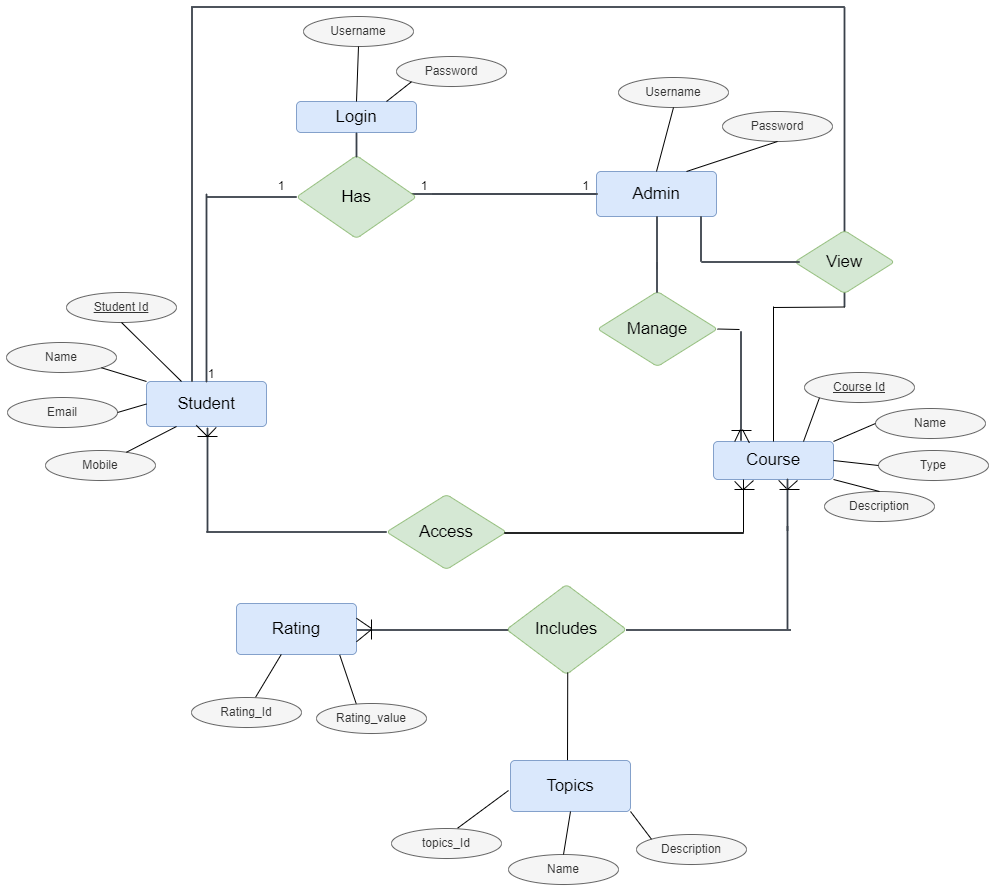 Username
Password
Login
Username
Password
1
Has
1
1
Admin
View
Student Id
Manage
Name
1
Student
Course Id
Email
Name
Mobile
Course
Type
Description
Access
Rating
Includes
Rating_Id
Rating_value
Topics
topics_Id
Description
Name